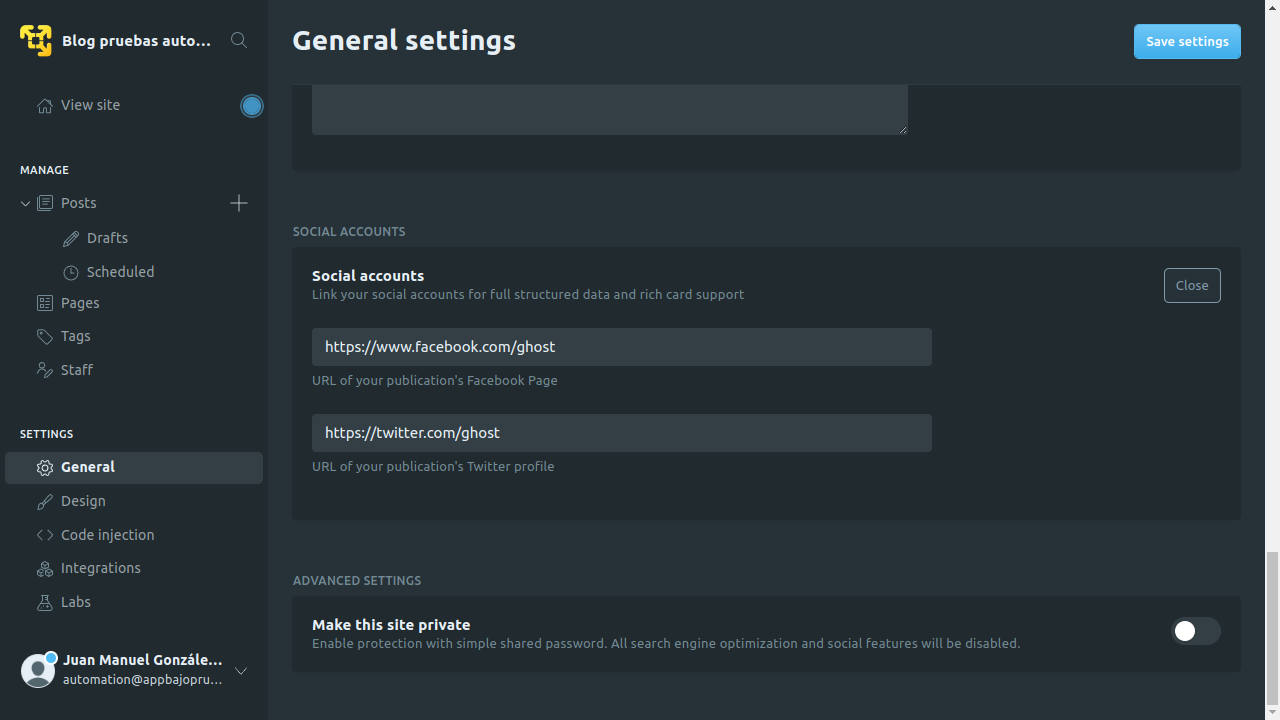 Blog pruebas auto...
General settings
Save settings
View site
MANAGE
Posts
Drafts
Scheduled
Pages
Tags
Staff
SETTINGS
General
Design
Code injection
Integrations
Labs
Juan Manuel Gonzále...
automation@appbajopru...
SOCIAL ACCOUNTS
Social accounts
Link your social accounts for full structured data and rich card support
Close
https://www.facebook.com/ghost
URL of your publication's Facebook Page
https://twitter.com/ghost
URL of your publication's Twitter profile
ADVANCED SETTINGS
Make this site private
Enable protection with simple shared password. All search engine optimization and social features will be disabled.